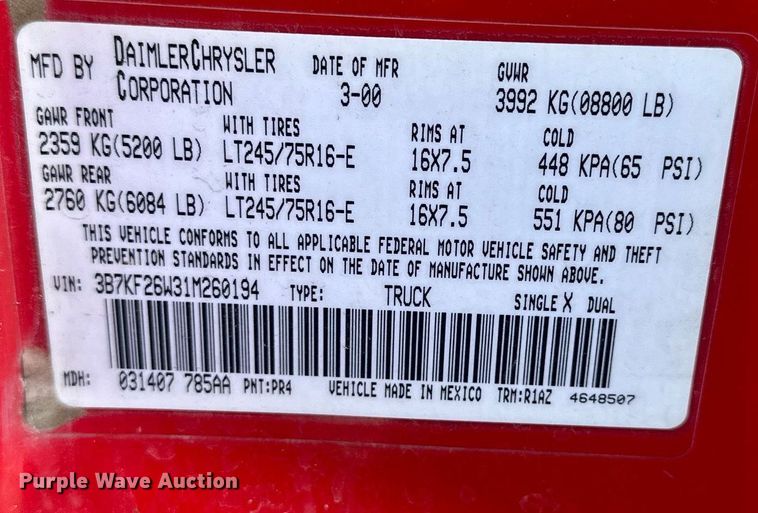 MFD BY DAIMLERCHRYSLER CORPORATION DATE OF MFR 3-00 GVWR 3992 KG(08800 LB)
GAWR FRONT WITH TIRES RIMS AT COLD
2359 KG(5200 LB) LT245/75R16-E 16X7.5 448 KPA(65 PSI)
GAWR REAR WITH TIRES RIMS AT COLD
2760 KG(6084 LB) LT245/75R16-E 16X7.5 551 KPA(80 PSI)
THIS VEHICLE CONFORMS TO ALL APPLICABLE FEDERAL MOTOR VEHICLE SAFETY AND THEFT
PREVENTION STANDARDS IN EFFECT ON THE DATE OF MANUFACTURE SHOWN ABOVE.
VIN: 3B7KF26W31M260194 TYPE: TRUCK SINGLE X DUAL
MDH: 031407 785AA PNT:PR4 VEHICLE MADE IN MEXICO TRM:R1AZ 4648507
Purple Wave Auction